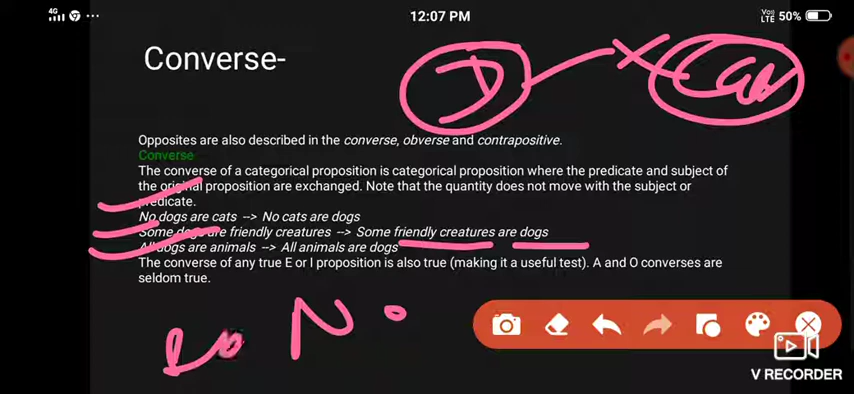 4G ... 12:07 PM Vo) LTE 50%
Converse-
D
Opposites are also described in the converse, obverse and contrapositive.
Converse
The converse of a categorical proposition is categorical proposition where the predicate and subject of
the original proposition are exchanged. Note that the quantity does not move with the subject or
predicate.
No dogs are cats --> No cats are dogs
Some dogs are friendly creatures --> Some friendly creatures are dogs
All dogs are animals --> All animals are dogs
The converse of any true E or I proposition is also true (making it a useful test). A and O converses are
seldom true.
No
V RECORDER